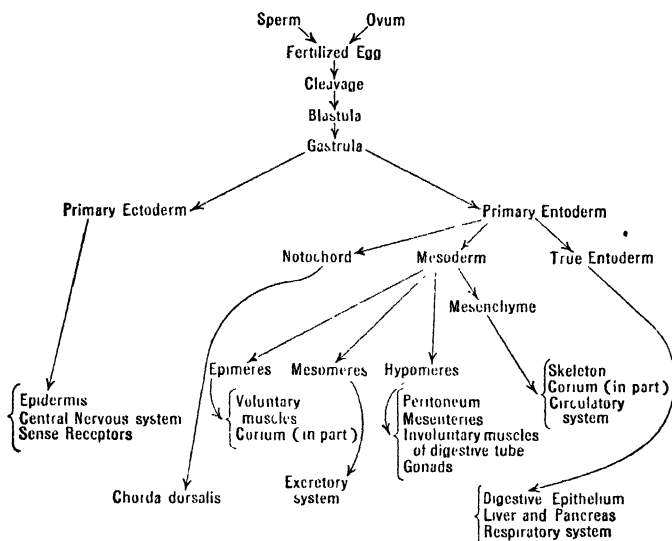 Sperm Ovum
Fertilized Egg
Cleavage
Blastula
Gastrula
Primary Ectoderm Primary Entoderm
Notochord Mesoderm True Entoderm
Mesenchyme
Epimeres Mesomeres Hypomeres
Skeleton
Corium (in part)
Circulatory
system
Epidermis
Central Nervous system
Sense Receptors
Voluntary
muscles
Corium (in part)
Peritoneum
Mesenteries
Involuntary muscles
of digestive tube
Gonads
Chorda dorsalis
Excretory
system
Digestive Epithelium
Liver and Pancreas
Respiratory system